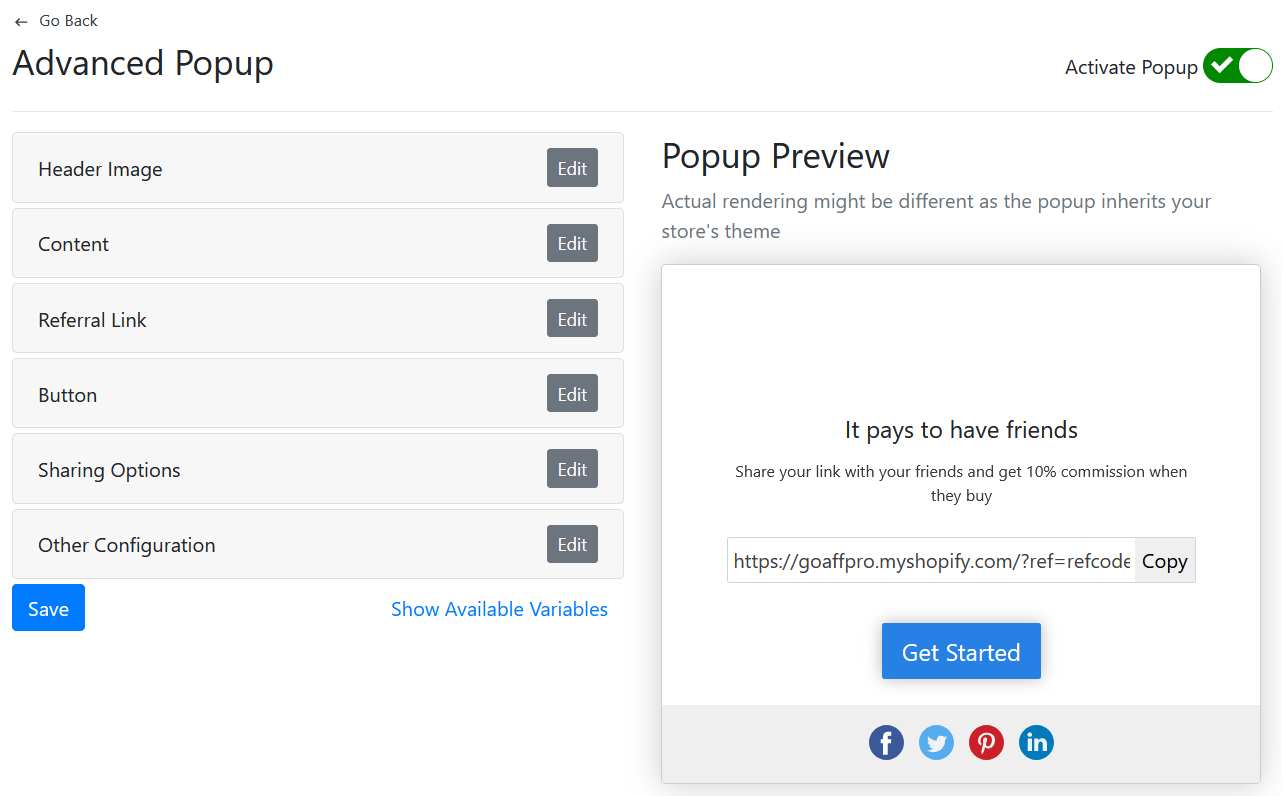 ← Go Back
Advanced Popup
Activate Popup
Header Image
Edit
Content
Edit
Referral Link
Edit
Button
Edit
Sharing Options
Edit
Other Configuration
Edit
Save
Show Available Variables
Popup Preview
Actual rendering might be different as the popup inherits your
store's theme
It pays to have friends
Share your link with your friends and get 10% commission when
they buy
https://goaffpro.myshopify.com/?ref=refcode
Copy
Get Started